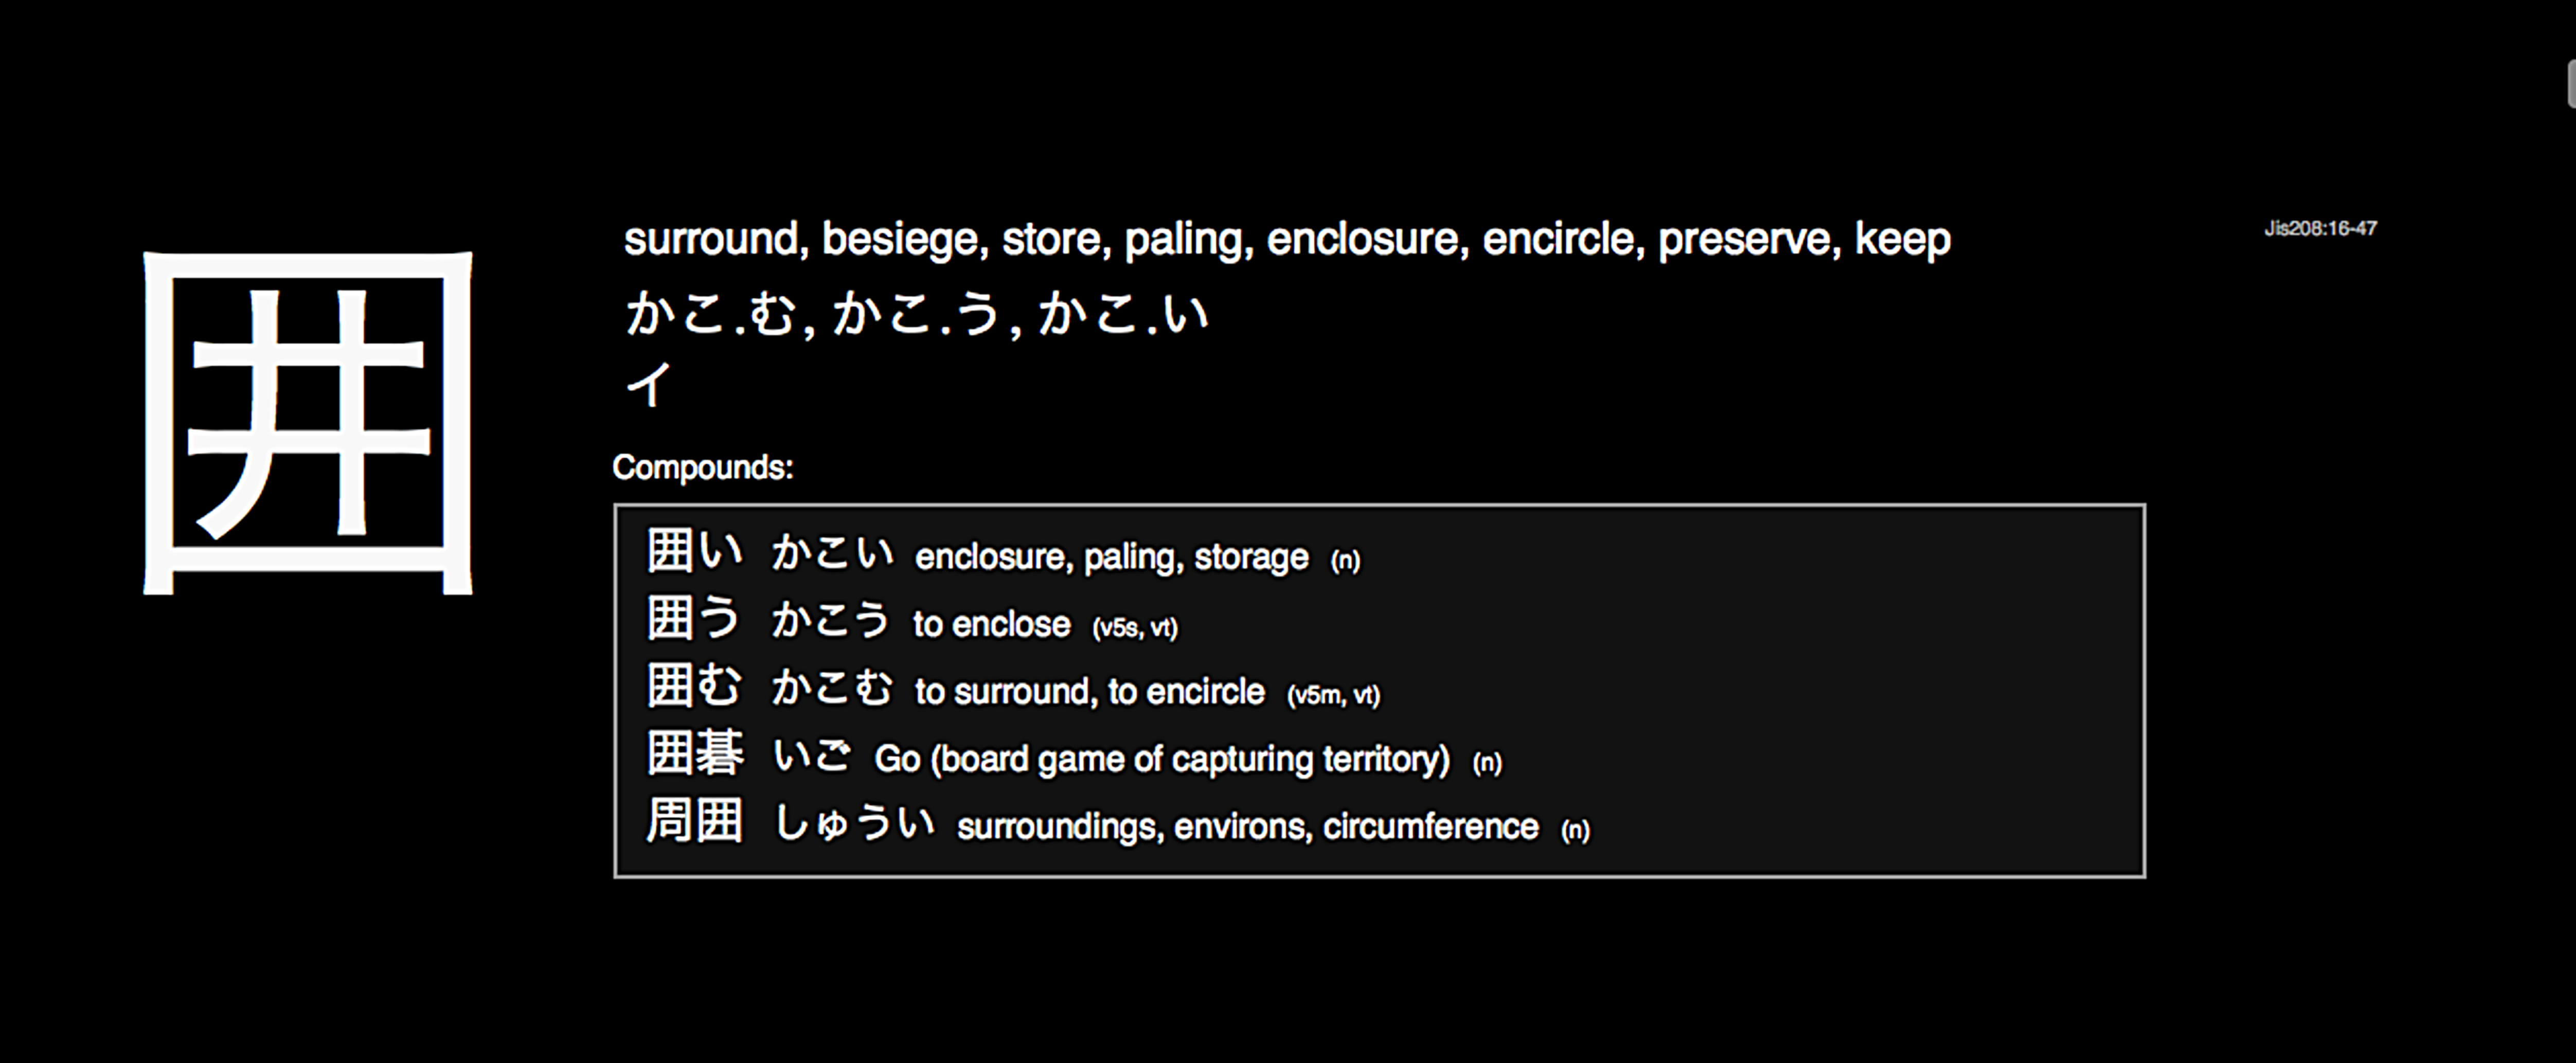 囲
surround, besiege, store, paling, enclosure, encircle, preserve, keep
Jis208:16-47
かこ.む, かこ.う, かこ.い
イ
Compounds:
囲い かこい enclosure, paling, storage (n)
囲う かこう to enclose (v5s, vt)
囲む かこむ to surround, to encircle (v5m, vt)
囲碁 いご Go (board game of capturing territory) (n)
周囲 しゅうい surroundings, environs, circumference (n)